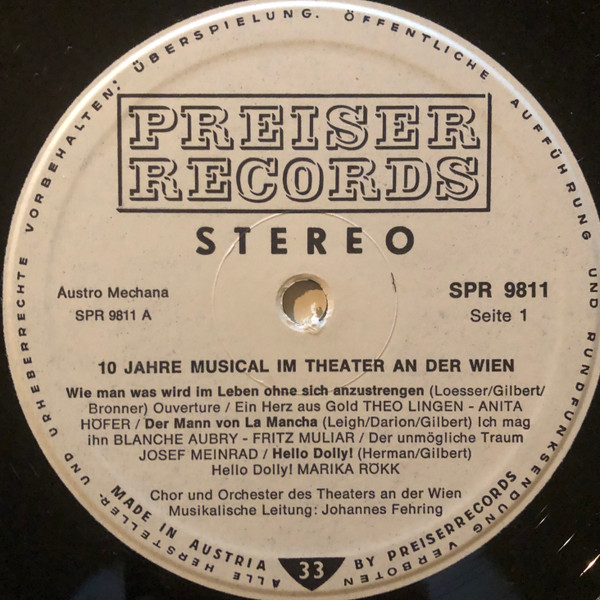 ALLE HERSTELLER- UND URHEBERRECHTE VORBEHALTEN: ÜBERSPIELUNG. ÖFFENTLICHE AUFFÜHRUNG UND RUNDFUNKSENDUNG VERBOTEN
PREISER
RECORDS
STEREO
Austro Mechana
SPR 9811 A
SPR 9811
Seite 1
10 JAHRE MUSICAL IM THEATER AN DER WIEN
Wie man was wird im Leben ohne sich anzustrengen (Loesser/Gilbert/
Bronner) Ouverture / Ein Herz aus Gold THEO LINGEN - ANITA
HÖFER / Der Mann von La Mancha (Leigh/Darion/Gilbert) Ich mag
ihn BLANCHE AUBRY - FRITZ MULIAR / Der unmögliche Traum
JOSEF MEINRAD / Hello Dolly! (Herman/Gilbert)
Hello Dolly! MARIKA RÖKK
Chor und Orchester des Theaters an der Wien
Musikalische Leitung: Johannes Fehring
MADE IN AUSTRIA
33
BY PREISERRECORDS